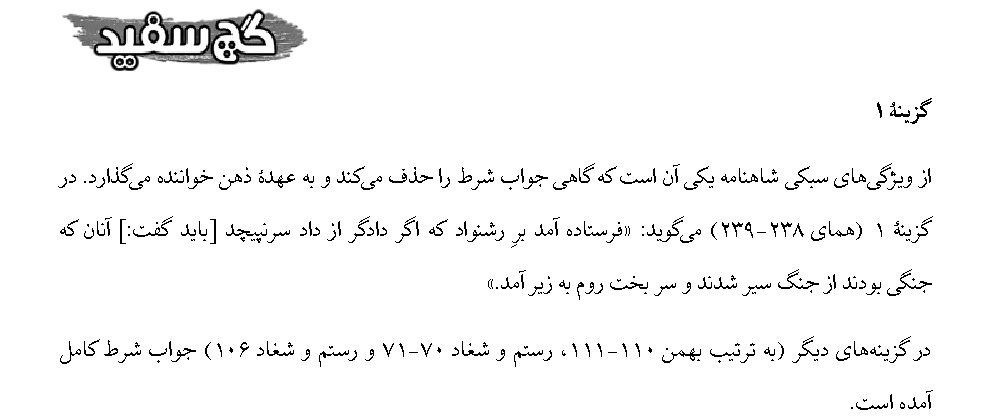 گچ سفید
گزینهٔ ۱
از ویژگی‌های سبکی شاهنامه یکی آن است که گاهی جواب شرط را حذف می‌کند و به عهدهٔ ذهن خواننده می‌گذارد. در
گزینهٔ ۱ (همای ۲۳۸-۲۳۹) می‌گوید: «فرستاده آمد برِ رشنواد که اگر دادگر از داد سرنپیچد [باید گفت:] آنان که
جنگی بودند از جنگ سیر شدند و سر بخت روم به زیر آمد.»
در گزینه‌های دیگر (به ترتیب بهمن ۱۱۰-۱۱۱، رستم و شغاد ۷۰-۷۱ و رستم و شغاد ۱۰۶) جواب شرط کامل
آمده است.